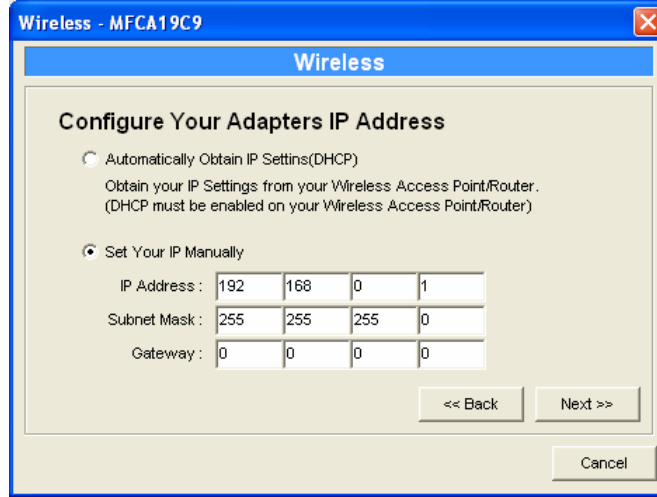 Wireless - MFCA19C9
Wireless
Configure Your Adapters IP Address
Automatically Obtain IP Settins(DHCP)
Obtain your IP Settings from your Wireless Access Point/Router.
(DHCP must be enabled on your Wireless Access Point/Router)
Set Your IP Manually
IP Address : 192 168 0 1
Subnet Mask : 255 255 255 0
Gateway : 0 0 0 0
<< Back Next >>
Cancel